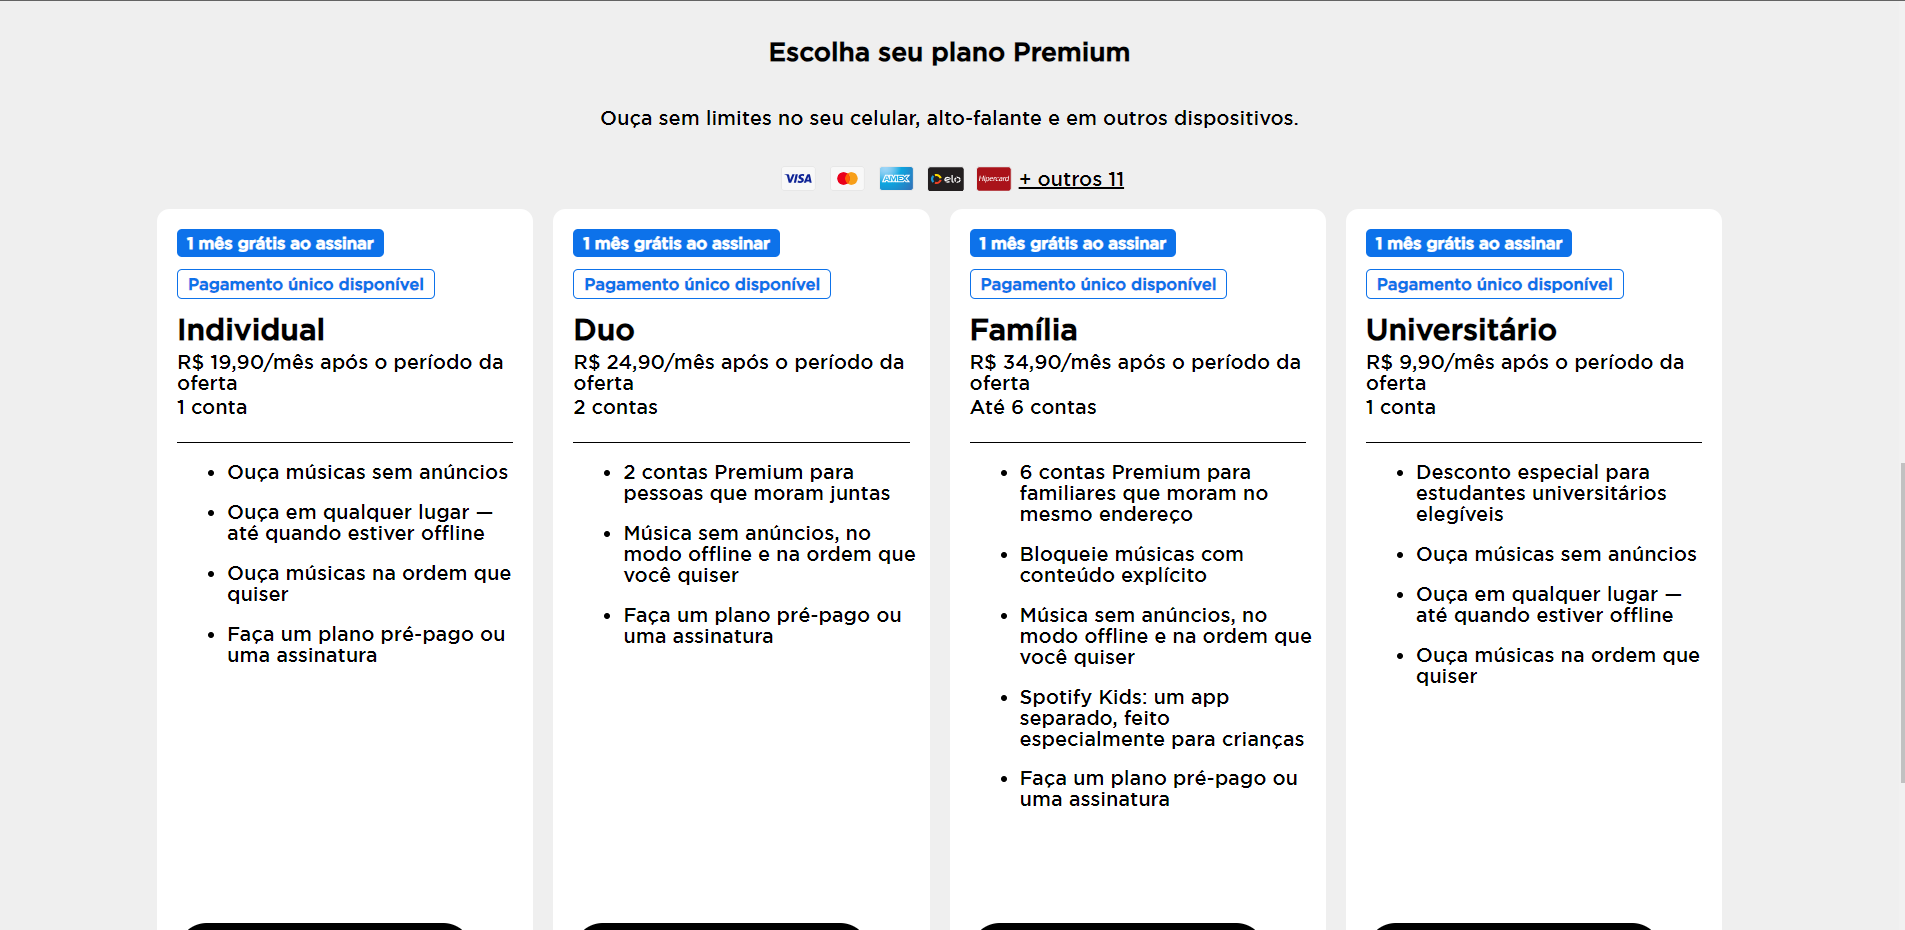 Escolha seu plano Premium
Ouça sem limites no seu celular, alto-falante e em outros dispositivos.
VISA AMEX elo Hipercard + outros 11
1 mês grátis ao assinar
Pagamento único disponível
Individual
R$ 19,90/mês após o período da
oferta
1 conta
• Ouça músicas sem anúncios
• Ouça em qualquer lugar —
até quando estiver offline
• Ouça músicas na ordem que
quiser
• Faça um plano pré-pago ou
uma assinatura
1 mês grátis ao assinar
Pagamento único disponível
Duo
R$ 24,90/mês após o período da
oferta
2 contas
• 2 contas Premium para
pessoas que moram juntas
• Música sem anúncios, no
modo offline e na ordem que
você quiser
• Faça um plano pré-pago ou
uma assinatura
1 mês grátis ao assinar
Pagamento único disponível
Família
R$ 34,90/mês após o período da
oferta
Até 6 contas
• 6 contas Premium para
familiares que moram no
mesmo endereço
• Bloqueie músicas com
conteúdo explícito
• Música sem anúncios, no
modo offline e na ordem que
você quiser
• Spotify Kids: um app
separado, feito
especialmente para crianças
• Faça um plano pré-pago ou
uma assinatura
1 mês grátis ao assinar
Pagamento único disponível
Universitário
R$ 9,90/mês após o período da
oferta
1 conta
• Desconto especial para
estudantes universitários
elegíveis
• Ouça músicas sem anúncios
• Ouça em qualquer lugar —
até quando estiver offline
• Ouça músicas na ordem que
quiser